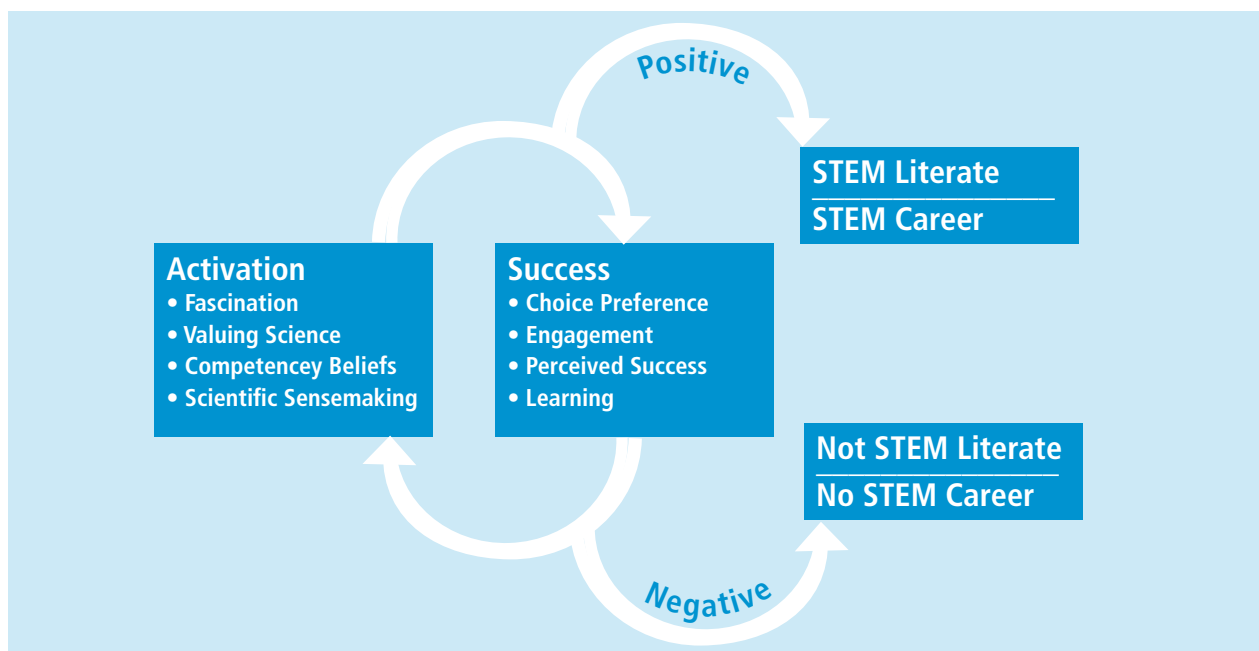 Positive
STEM Literate
STEM Career
Activation
• Fascination
• Valuing Science
• Competencey Beliefs
• Scientific Sensemaking
Success
• Choice Preference
• Engagement
• Perceived Success
• Learning
Not STEM Literate
No STEM Career
Negative